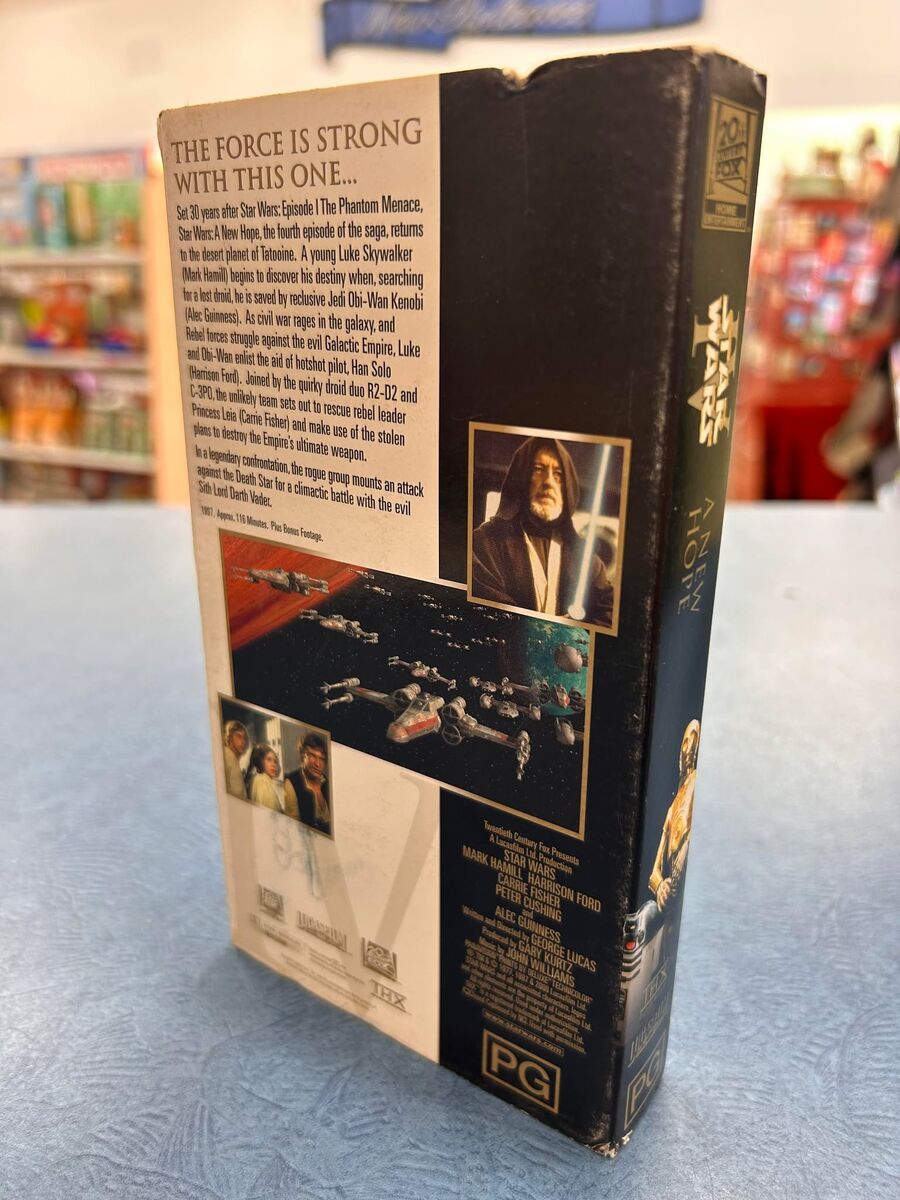 THE FORCE IS STRONG
WITH THIS ONE...
Set 30 years after Star Wars: Episode I The Phantom Menace,
Star Wars: A New Hope, the fourth episode of the saga, returns
to the desert planet of Tatooine. A young Luke Skywalker
(Mark Hamill) begins to discover his destiny when, searching
for a lost droid, he is saved by reclusive Jedi Obi-Wan Kenobi
(Alec Guinness). As civil war rages in the galaxy, and
Rebel forces struggle against the evil Galactic Empire, Luke
and Obi-Wan enlist the aid of hotshot pilot, Han Solo
(Harrison Ford). Joined by the quirky droid duo R2-D2 and
C-3PO, the unlikely team sets out to rescue rebel leader
Princess Leia (Carrie Fisher) and make use of the stolen
plans to destroy the Empire's ultimate weapon.
In a legendary confrontation, the rogue group mounts an attack
against the Death Star for a climactic battle with the evil
Sith Lord Darth Vader.
1997. Approx. 116 Minutes. Plus Bonus Footage.
Twentieth Century Fox Presents
A Lucasfilm Ltd. Production
STAR WARS
MARK HAMILL HARRISON FORD
CARRIE FISHER
PETER CUSHING
and
ALEC GUINNESS
Written and Directed by GEORGE LUCAS
Produced by GARY KURTZ
Music by JOHN WILLIAMS
www.starwars.com
PG
V
LUCASFILM
20th
CENTURY
FOX
THX
20th
CENTURY
FOX
HOME
ENTERTAINMENT
STAR
WARS
IV
A NEW
HOPE
THX
PG